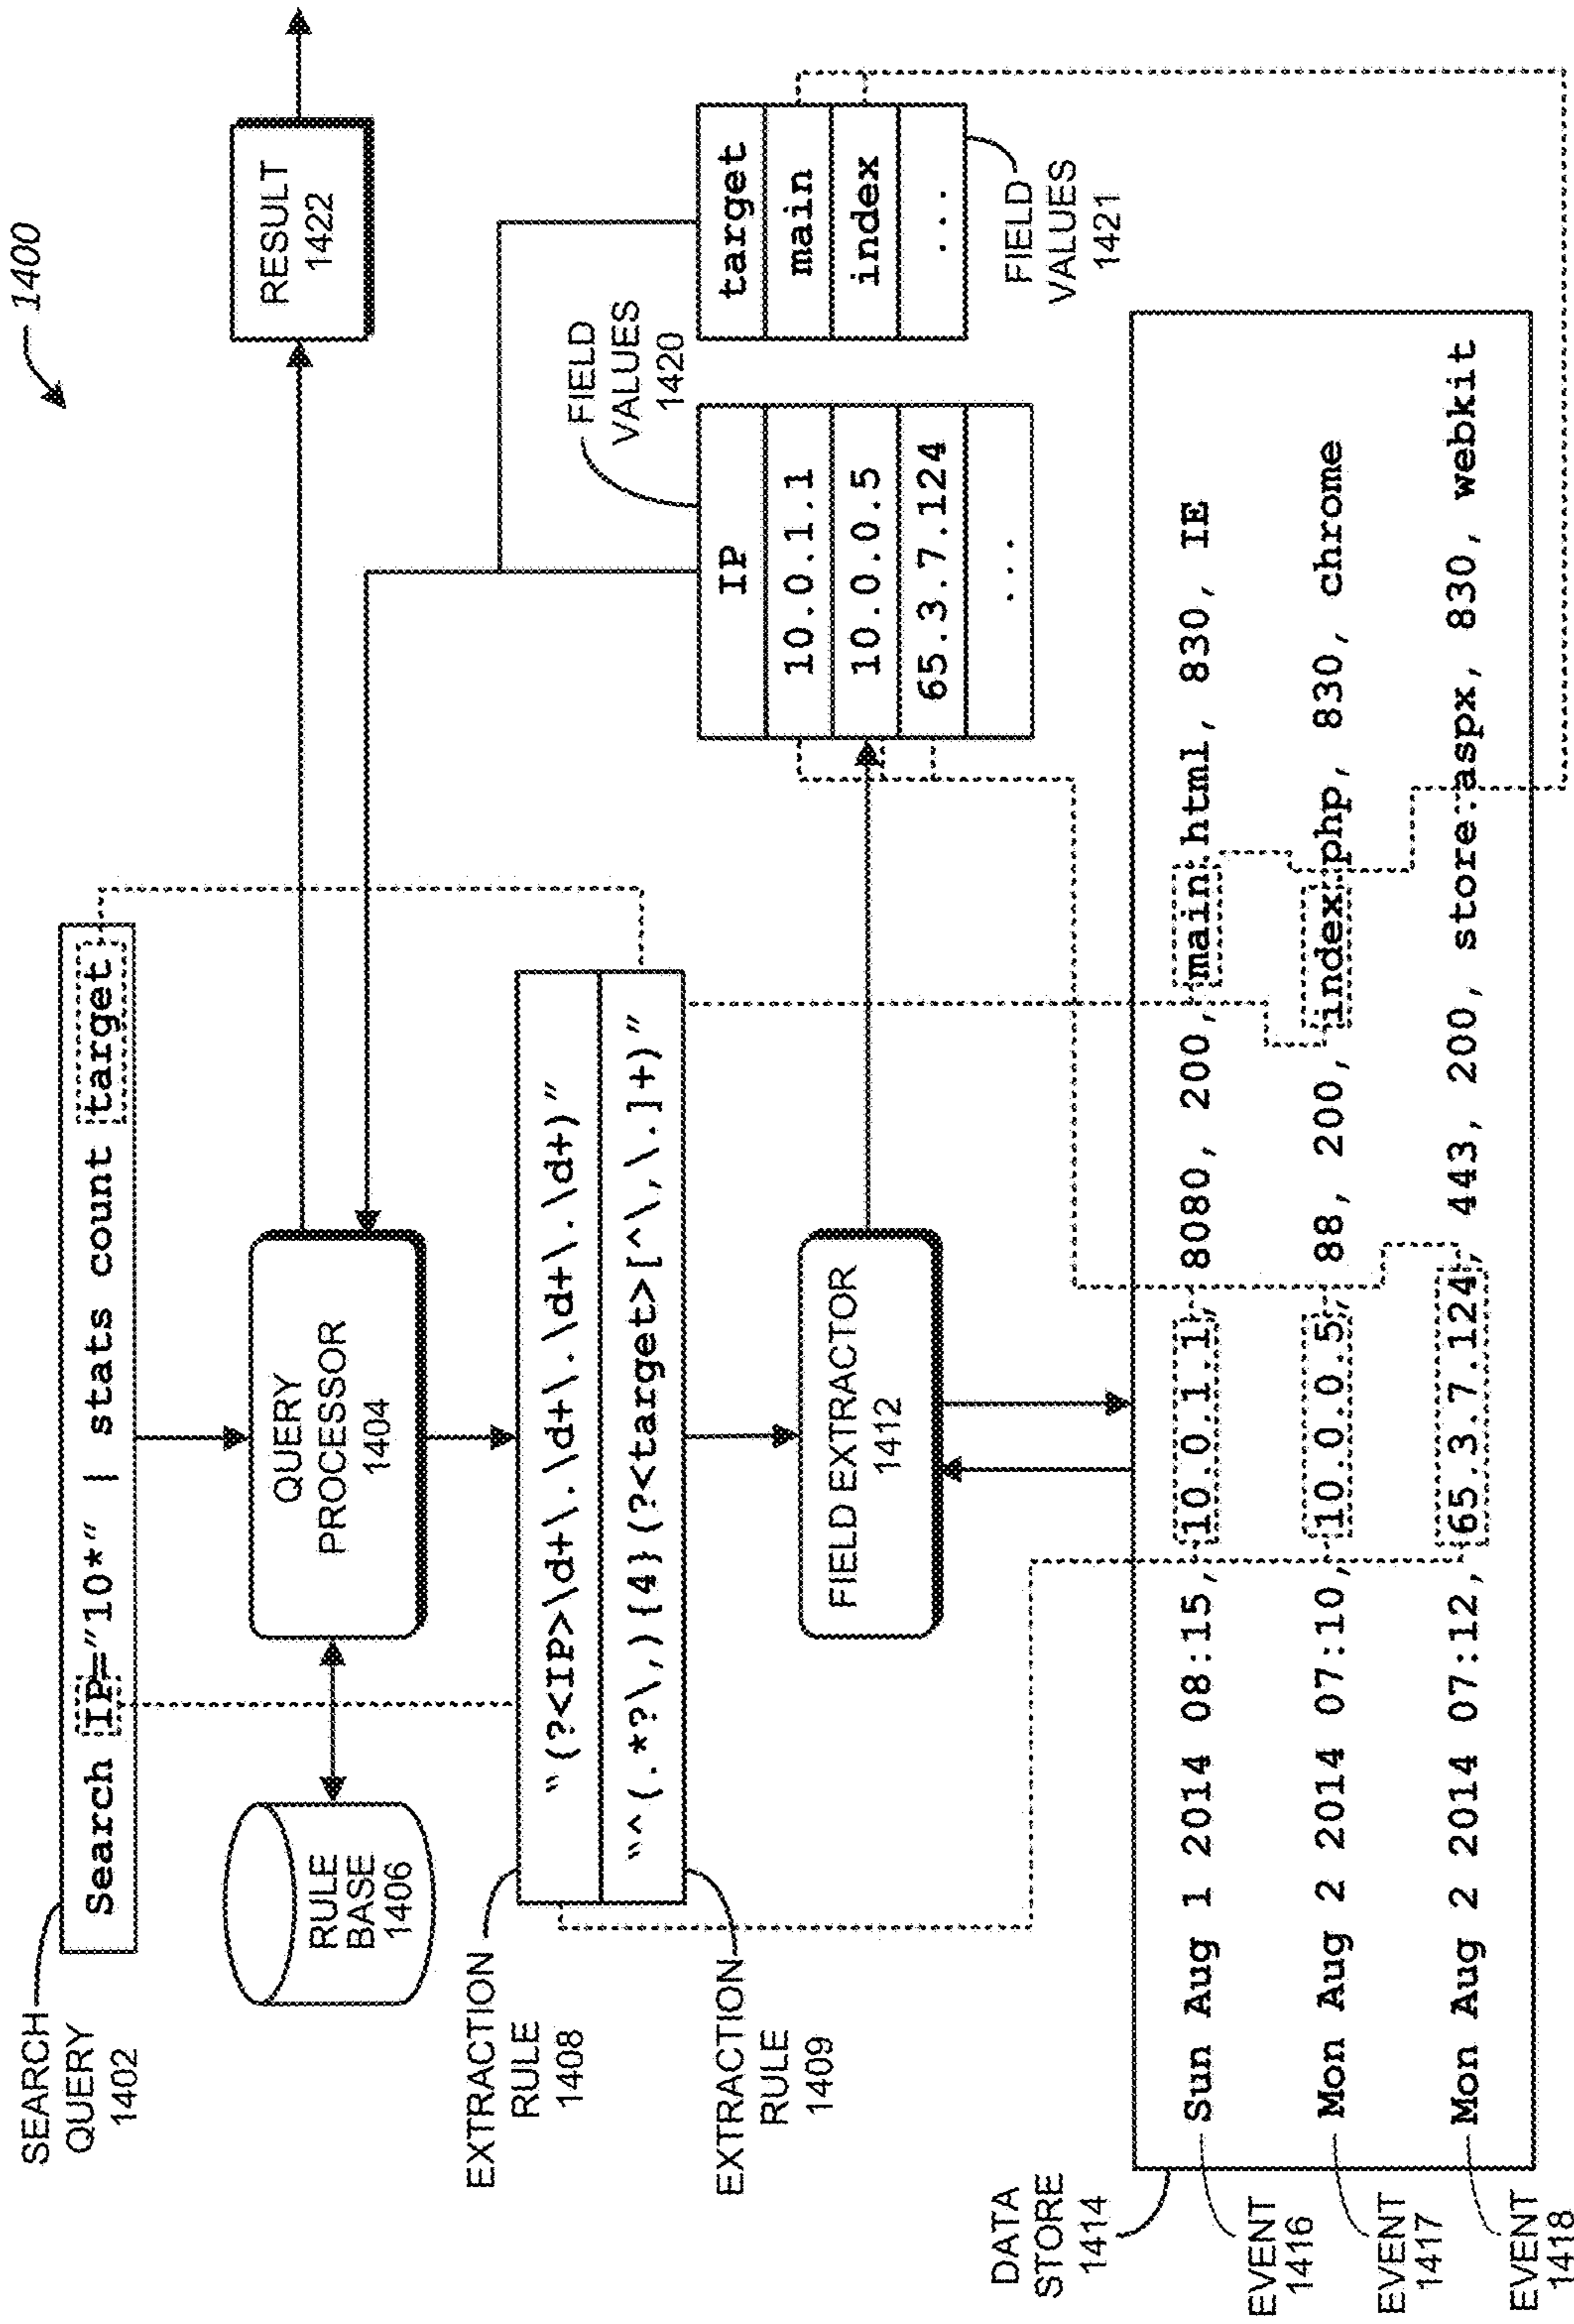 1400
SEARCH
QUERY
1402
Search IP="10*" | stats count target
RULE
BASE
1406
QUERY
PROCESSOR
1404
RESULT
1422
EXTRACTION
RULE
1408
"(?<IP>\d+\.\d+\.\d+\.\d+)"
EXTRACTION
RULE
1409
"^(.*?\,){4}(?<target>[^\,\.]+)"
FIELD EXTRACTOR
1412
FIELD
VALUES
1420
IP
10.0.1.1
10.0.0.5
65.3.7.124
...
target
main
index
...
FIELD
VALUES
1421
DATA
STORE
1414
EVENT
1416
Sun Aug 1 2014 08:15, 10.0.1.1, 8080, 200, main.html, 830, IE
EVENT
1417
Mon Aug 2 2014 07:10, 10.0.0.5, 88, 200, index.php, 830, chrome
EVENT
1418
Mon Aug 2 2014 07:12, 65.3.7.124, 443, 200, store.aspx, 830, webkit